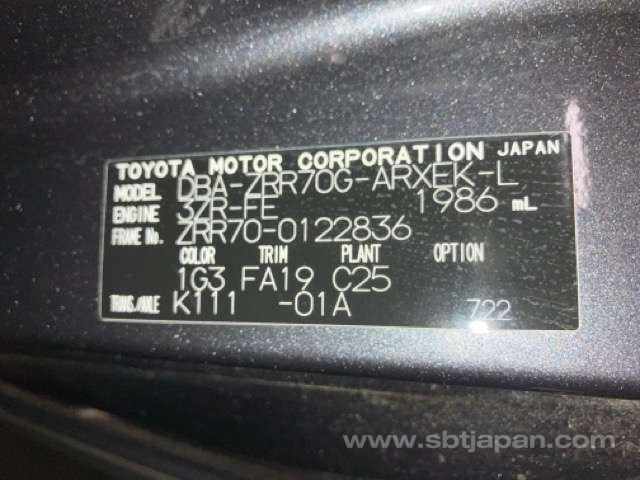 TOYOTA MOTOR CORPORATION JAPAN
MODEL DBA-ZRR70G-ARXEK-L
ENGINE 3ZR-FE 1986 mL
FRAME No. ZRR70-0122836
COLOR TRIM PLANT OPTION
1G3 FA19 C25
TRANS./AXLE K111 -01A 722
www.sbtjapan.com